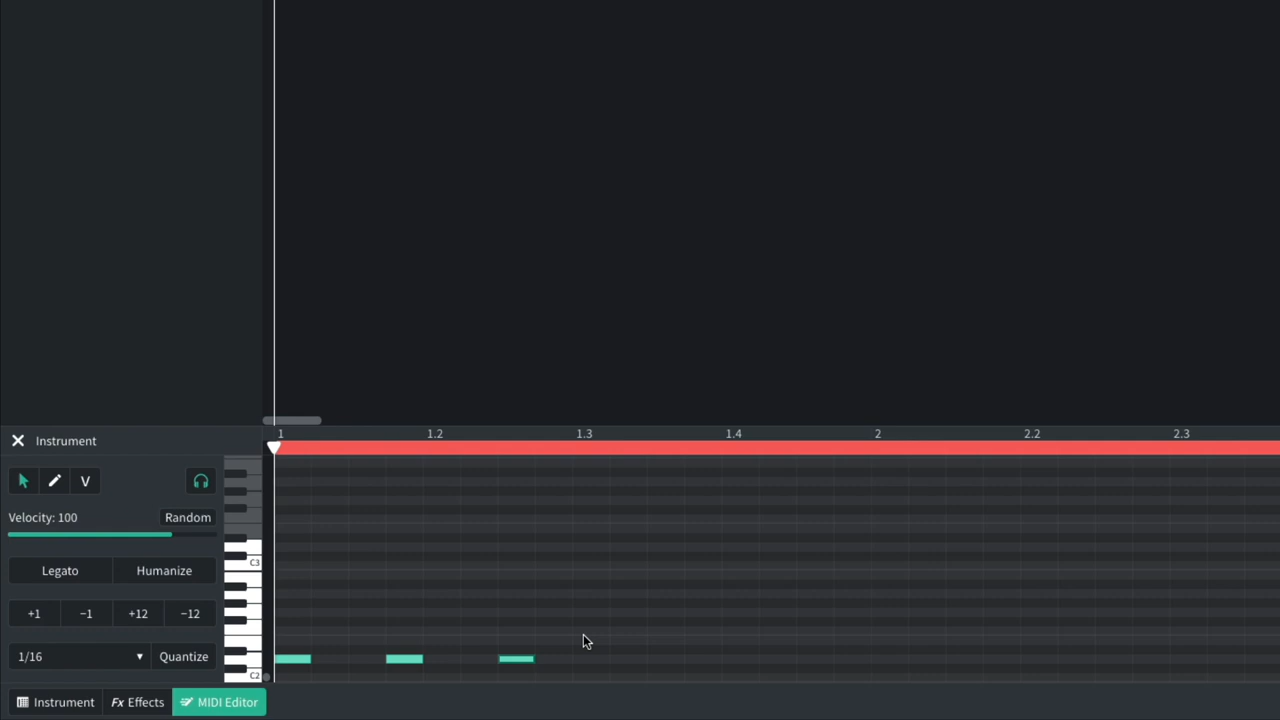 Instrument
1 1.2 1.3 1.4 2 2.2 2.3
V
Velocity: 100 Random
Legato Humanize
C3
+1 −1 +12 −12
1/16 Quantize
C2
Instrument Fx Effects MIDI Editor